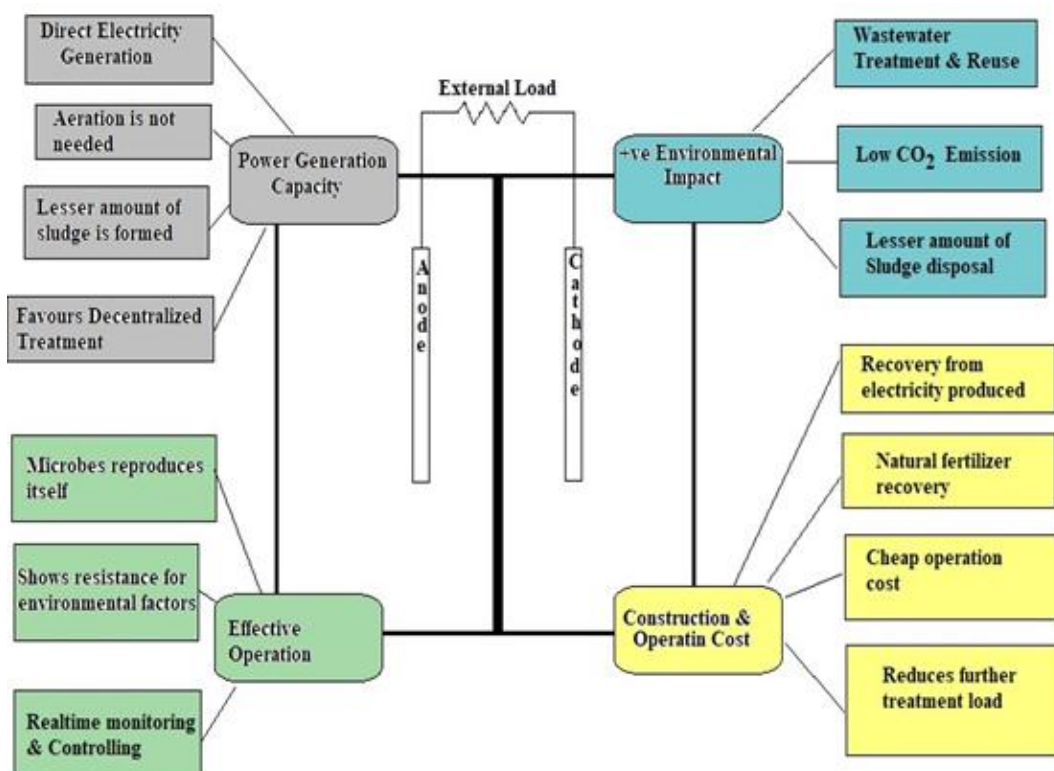 Direct Electricity
Generation
Aeration is not
needed
Lesser amount of
sludge is formed
Favours Decentralized
Treatment
Power Generation
Capacity
External Load
Anode
Cathode
+ve Environmental
Impact
Wastewater
Treatment & Reuse
Low CO₂ Emission
Lesser amount of
Sludge disposal
Microbes reproduces
itself
Shows resistance for
environmental factors
Realtime monitoring
& Controlling
Effective
Operation
Construction &
Operatin Cost
Recovery from
electricity produced
Natural fertilizer
recovery
Cheap operation
cost
Reduces further
treatment load